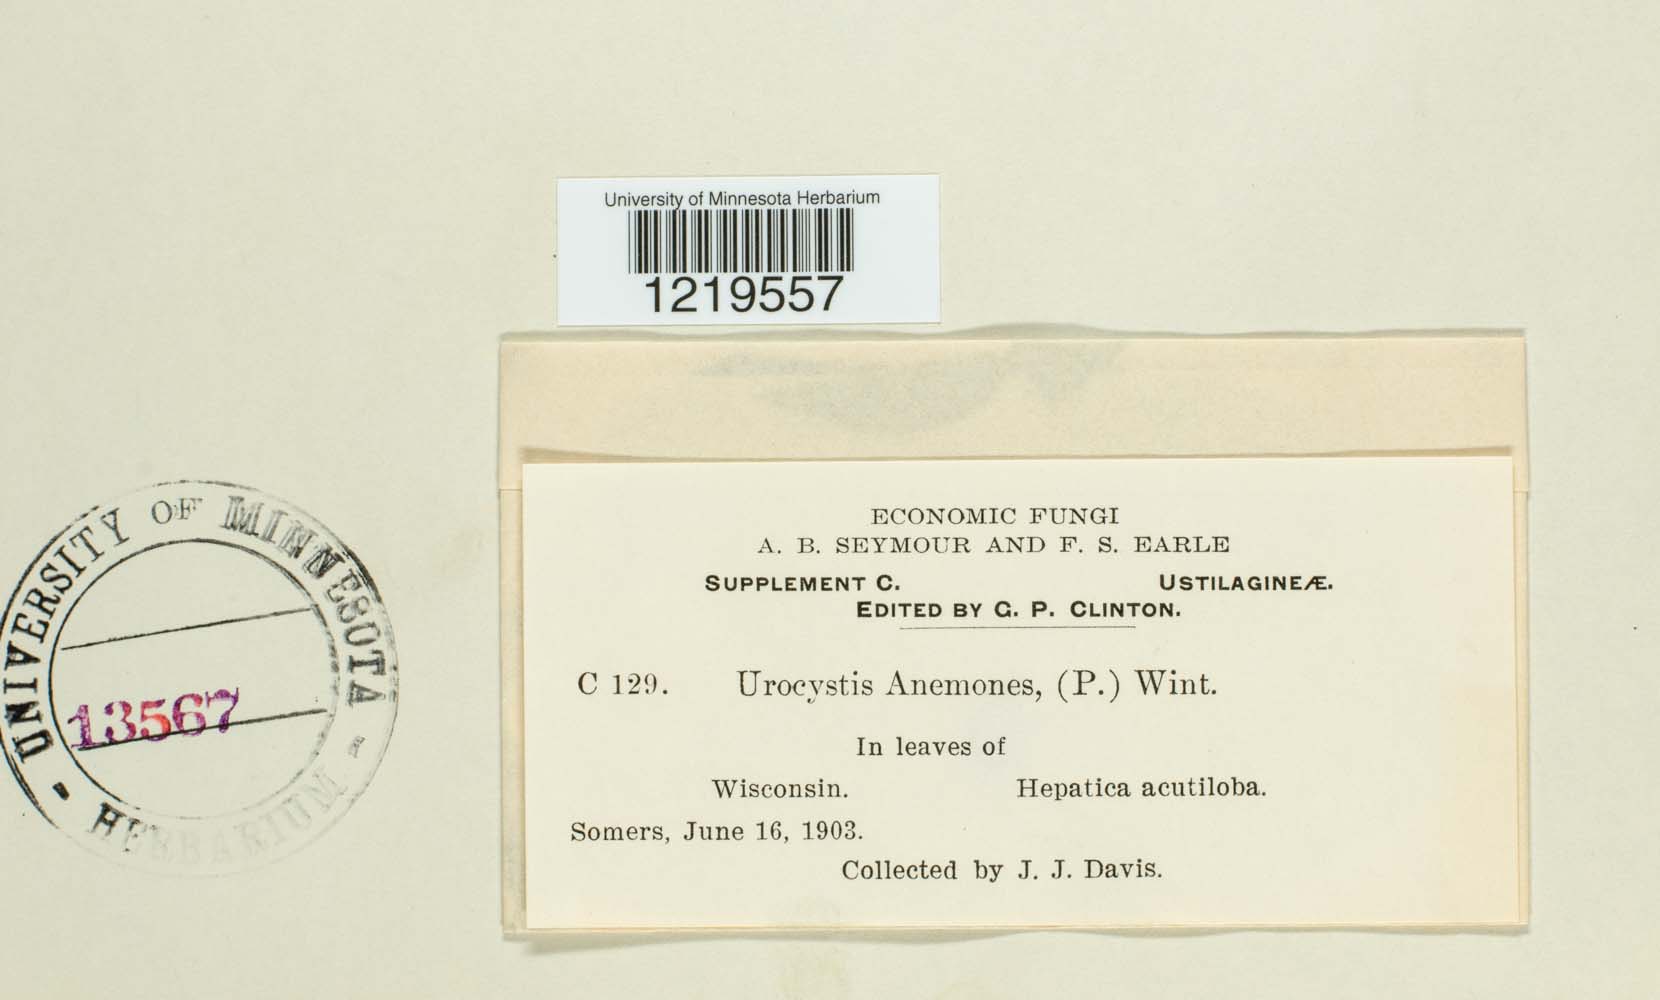 University of Minnesota Herbarium
1219557
UNIVERSITY OF MINNESOTA
- HERBARIUM -
13567
ECONOMIC FUNGI
A. B. SEYMOUR AND F. S. EARLE
SUPPLEMENT C. USTILAGINEÆ.
EDITED BY G. P. CLINTON.
C 129. Urocystis Anemones, (P.) Wint.
In leaves of
Wisconsin. Hepatica acutiloba.
Somers, June 16, 1903.
Collected by J. J. Davis.